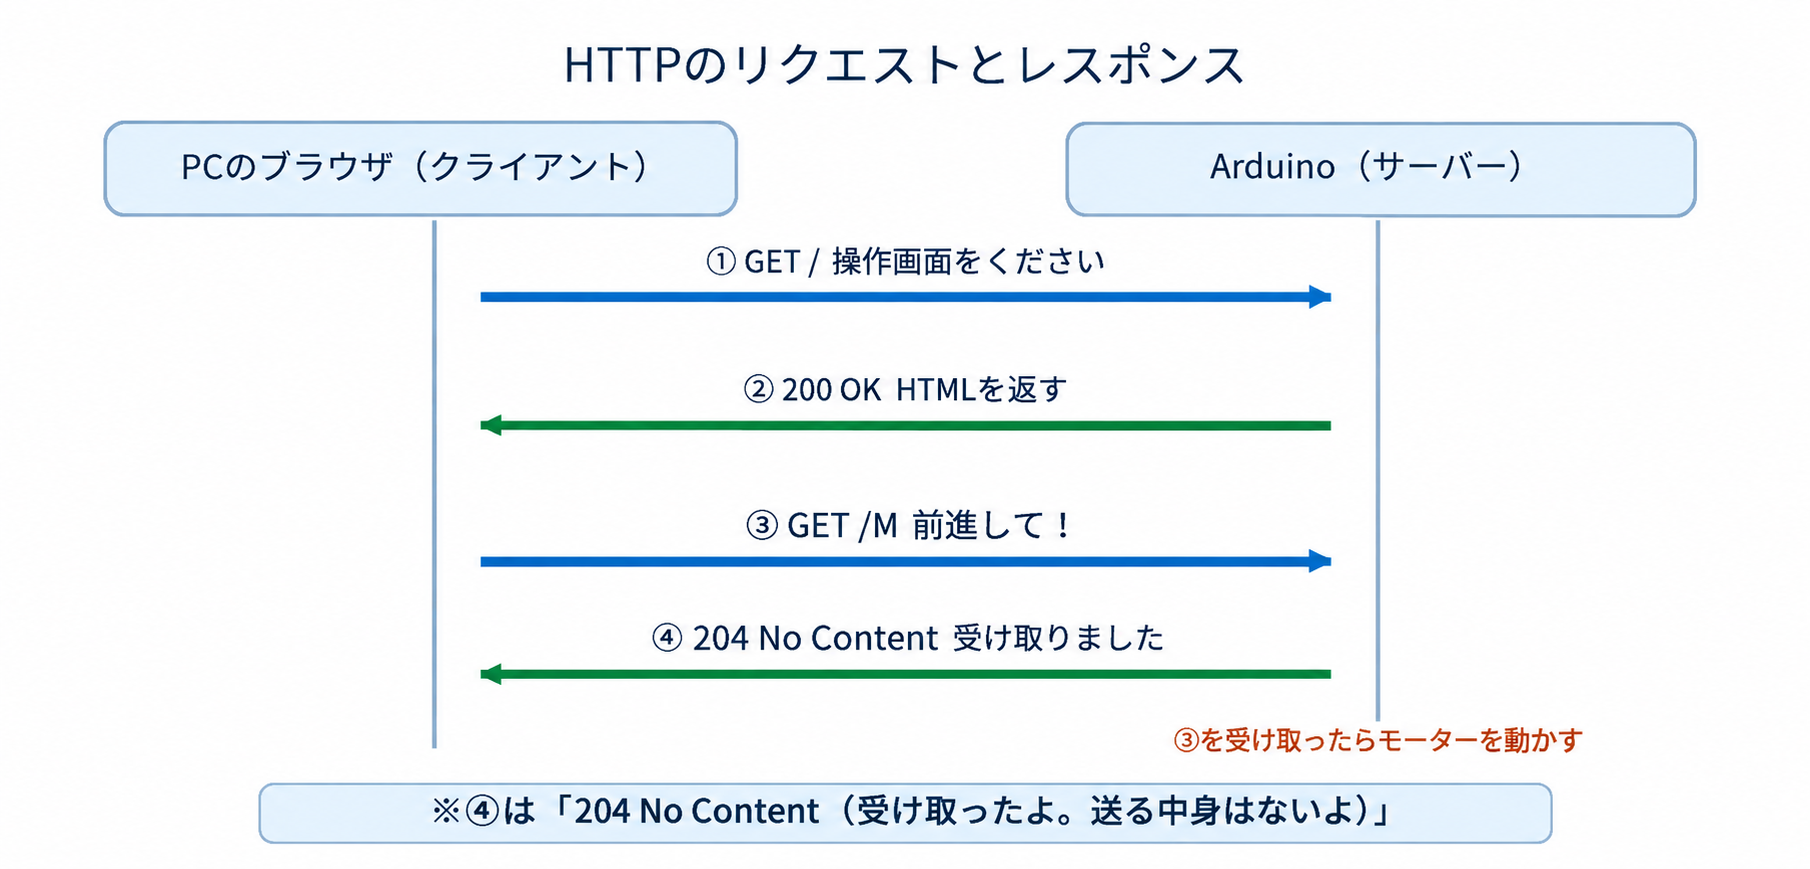 HTTPのリクエストとレスポンス
PCのブラウザ（クライアント）
Arduino（サーバー）
① GET / 操作画面をください
② 200 OK HTMLを返す
③ GET /M 前進して！
④ 204 No Content 受け取りました
③を受け取ったらモーターを動かす
※④は「204 No Content（受け取ったよ。送る中身はないよ）」